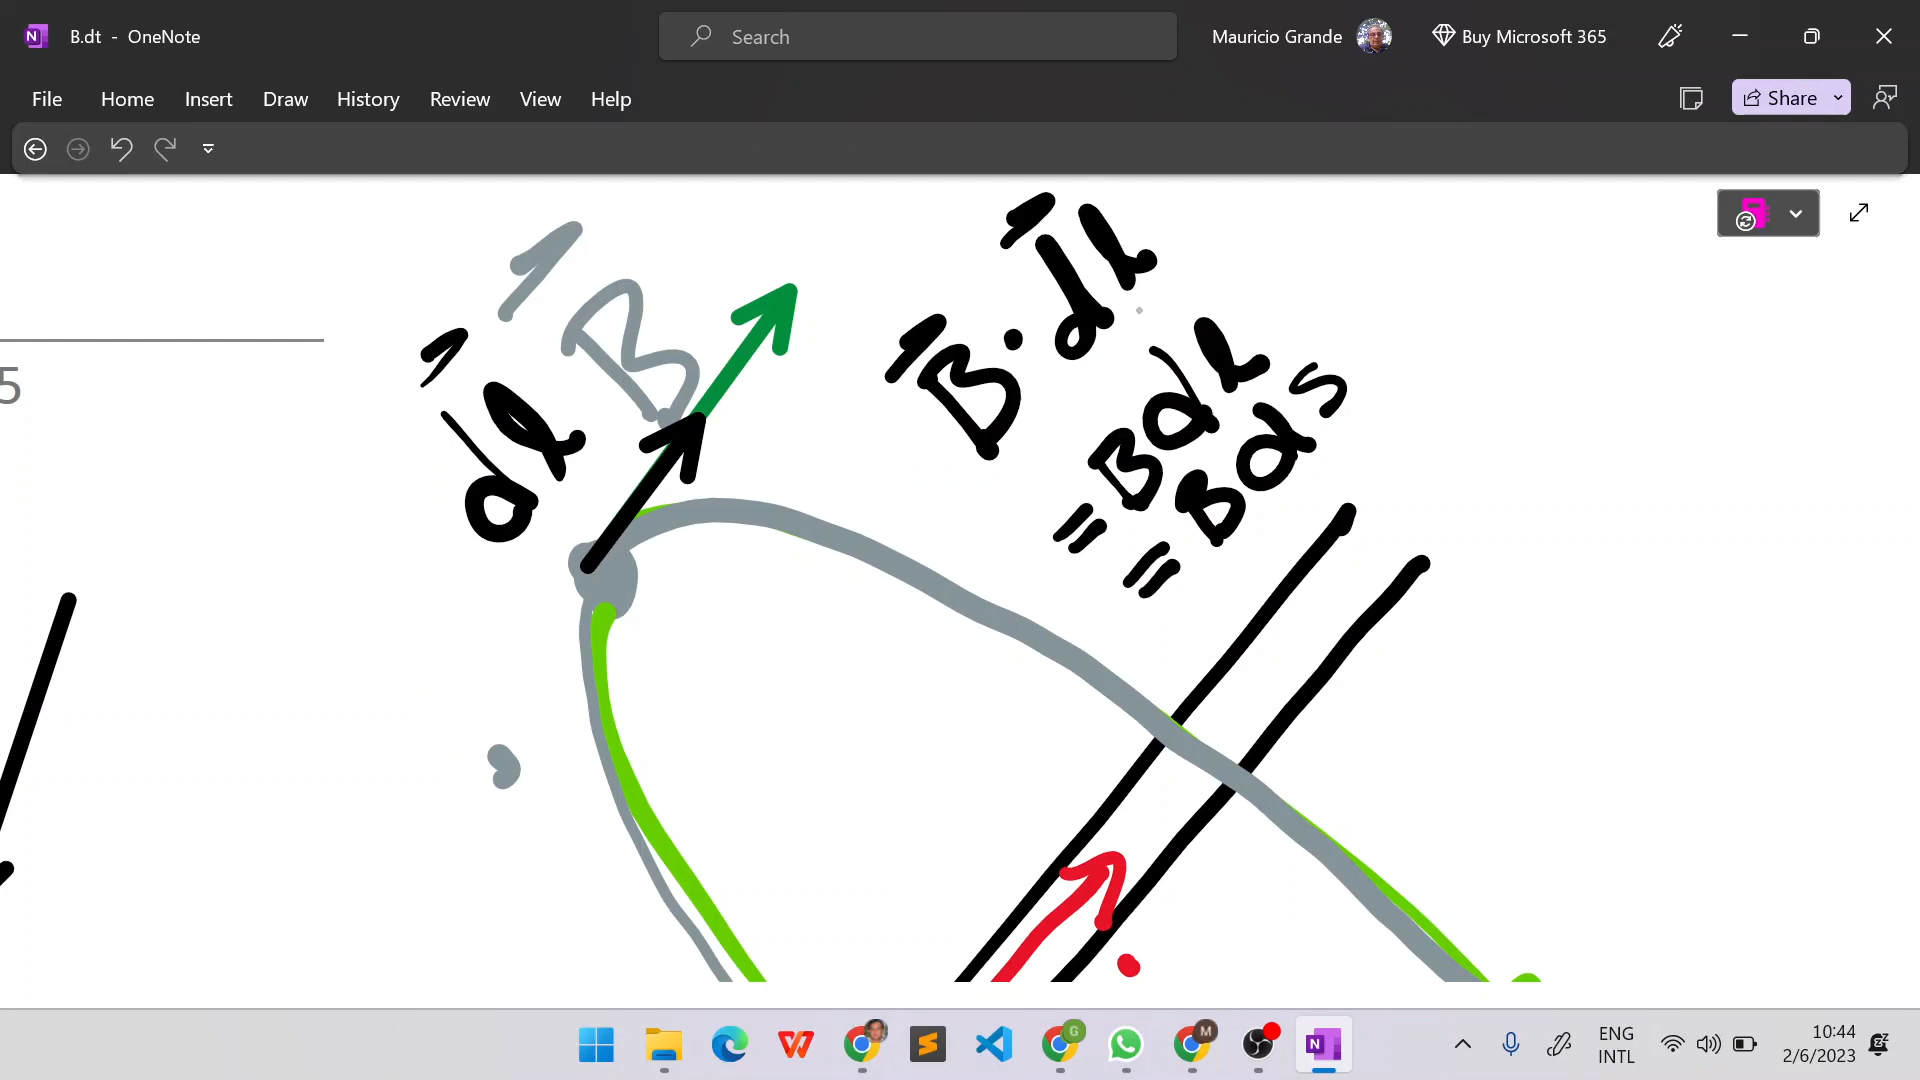 B.dt - OneNote
Search
Mauricio Grande
Buy Microsoft 365
File Home Insert Draw History Review View Help
Share
5
dl
B
B·dl
=Bdl
=Bds
ENG
INTL
10:44
2/6/2023